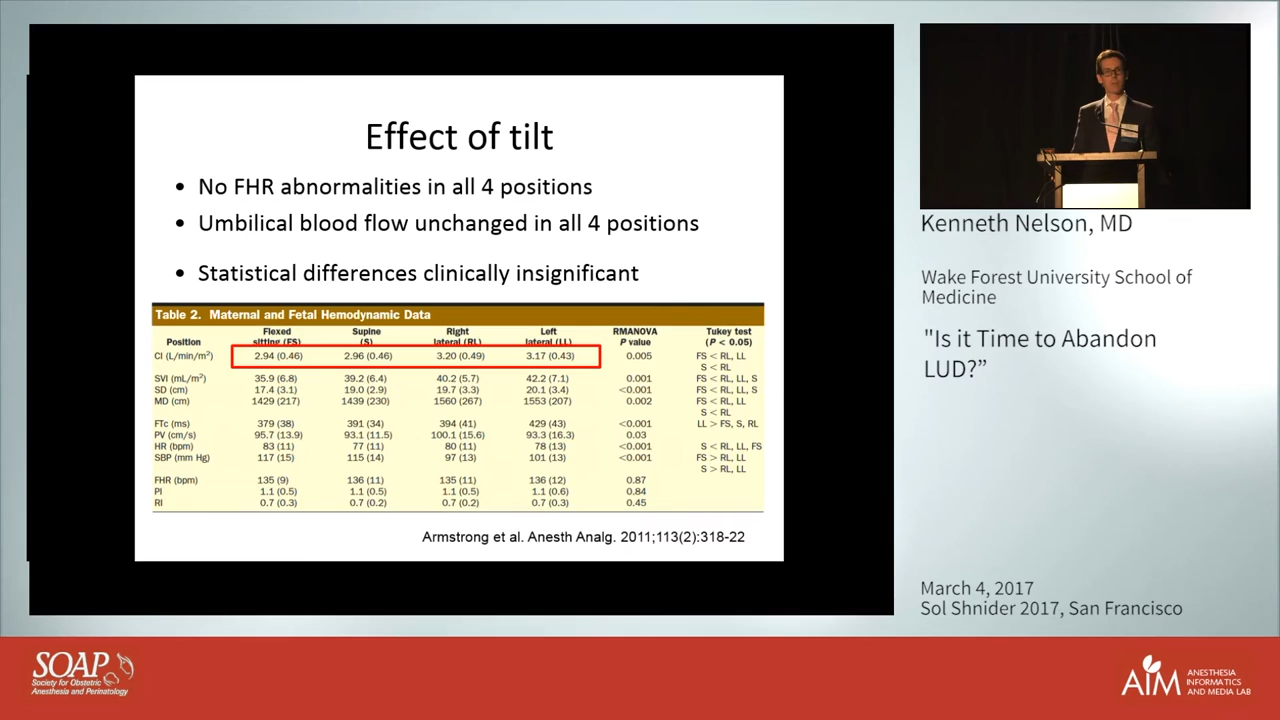 Effect of tilt
• No FHR abnormalities in all 4 positions
• Umbilical blood flow unchanged in all 4 positions
• Statistical differences clinically insignificant
Table 2. Maternal and Fetal Hemodynamic Data
Position Flexed sitting (FS) Supine (S) Right lateral (RL) Left lateral (LL) RMANOVA P value Tukey test (P < 0.05)
CI (L/min/m²) 2.94 (0.46) 2.96 (0.46) 3.20 (0.49) 3.17 (0.43) 0.005 FS < RL, LL
S < RL
SVI (mL/m²) 35.9 (6.8) 39.2 (6.4) 40.2 (5.7) 42.2 (7.1) 0.001 FS < RL, LL, S
SD (cm) 17.4 (3.1) 19.0 (2.9) 19.7 (3.3) 20.1 (3.4) <0.001 FS < RL, LL, S
MD (cm) 1429 (217) 1439 (230) 1560 (267) 1553 (207) 0.002 FS < RL, LL
S < RL
FTc (ms) 379 (38) 391 (34) 394 (41) 429 (43) <0.001 LL > FS, S, RL
PV (cm/s) 95.7 (13.9) 93.1 (11.5) 100.1 (15.6) 93.3 (16.3) 0.03
HR (bpm) 83 (11) 77 (11) 80 (11) 78 (13) <0.001 S < RL, LL, FS
SBP (mm Hg) 117 (15) 115 (14) 97 (13) 101 (13) <0.001 FS > RL, LL
S > RL, LL
FHR (bpm) 135 (9) 136 (11) 135 (11) 136 (12) 0.87
PI 1.1 (0.5) 1.1 (0.5) 1.1 (0.5) 1.1 (0.6) 0.84
RI 0.7 (0.3) 0.7 (0.2) 0.7 (0.2) 0.7 (0.3) 0.45
Armstrong et al. Anesth Analg. 2011;113(2):318-22
Kenneth Nelson, MD
Wake Forest University School of
Medicine
"Is it Time to Abandon
LUD?”
March 4, 2017
Sol Shnider 2017, San Francisco
SOAP
Society for Obstetric
Anesthesia and Perinatology
AIM
ANESTHESIA
INFORMATICS
AND MEDIA LAB